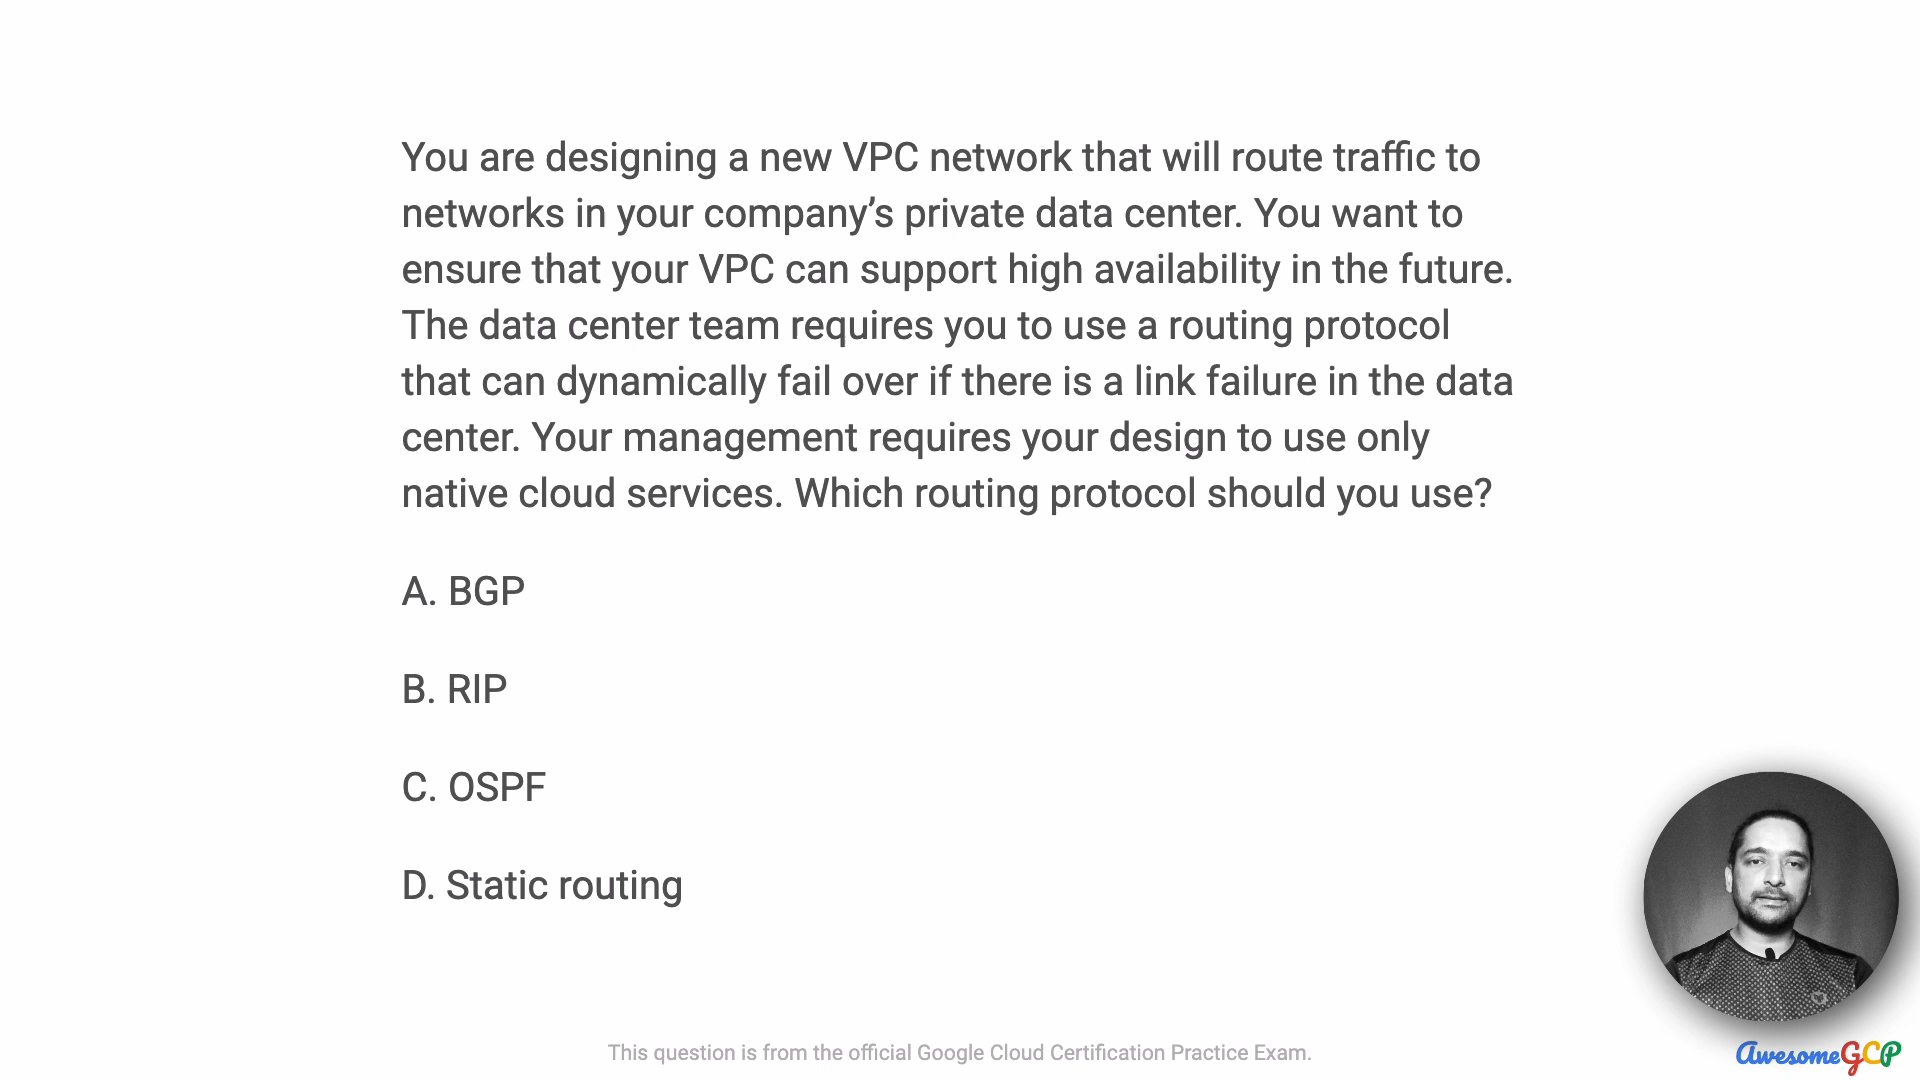 You are designing a new VPC network that will route traffic to
networks in your company’s private data center. You want to
ensure that your VPC can support high availability in the future.
The data center team requires you to use a routing protocol
that can dynamically fail over if there is a link failure in the data
center. Your management requires your design to use only
native cloud services. Which routing protocol should you use?
A. BGP
B. RIP
C. OSPF
D. Static routing
This question is from the official Google Cloud Certification Practice Exam.
AwesomeGCP